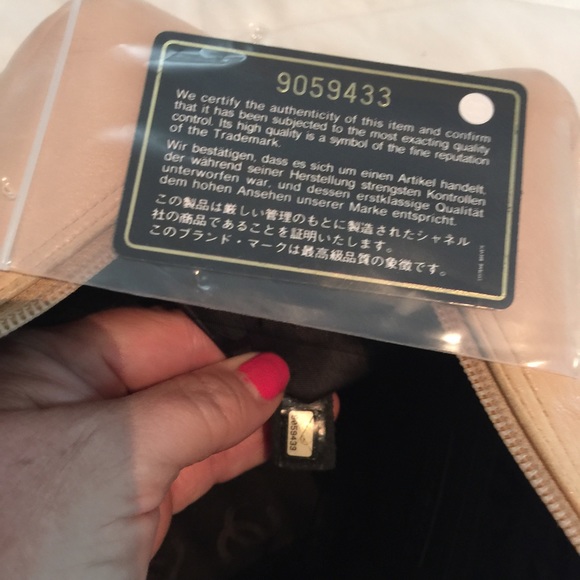 9059433
We certify the authenticity of this item and confirm
that it has been subjected to the most exacting quality
control. Its high quality is a symbol of the fine reputation
of the Trademark.
Wir bestätigen, dass es sich um einen Artikel handelt,
der während seiner Herstellung strengsten Kontrollen
unterworfen war, und dessen erstklassige Qualität
dem hohen Ansehen unserer Marke entspricht.
この製品は厳しい管理のもとに製造されたシャネル
社の商品であることを証明いたします。
このブランド・マークは最高級品質の象徴です。